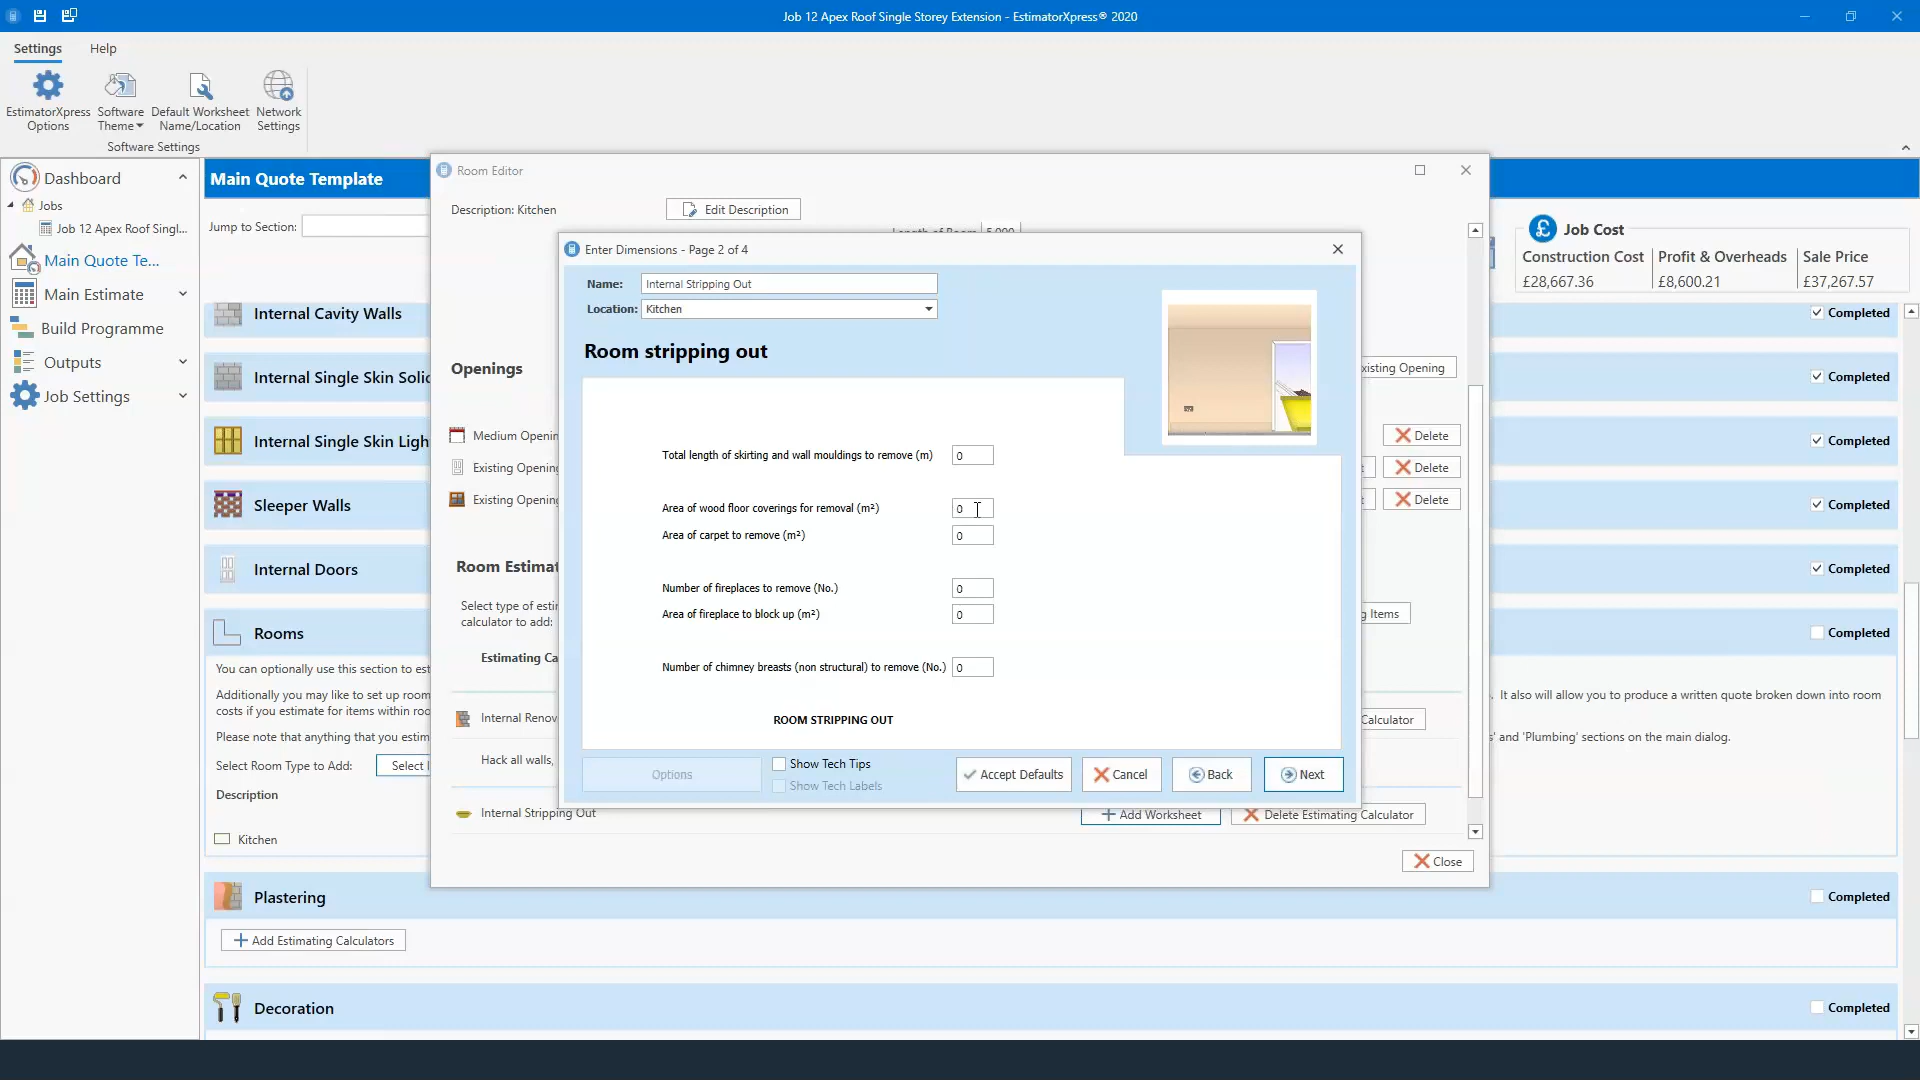 Job 12 Apex Roof Single Storey Extension - EstimatorXpress® 2020
Settings
Help
EstimatorXpress
Options
Software
Theme
Default Worksheet
Name/Location
Network
Settings
Software Settings
Dashboard
Jobs
Job 12 Apex Roof Singl...
Main Quote Te...
Main Estimate
Build Programme
Outputs
Job Settings
Main Quote Template
Jump to Section:
Job Cost
Construction Cost
Profit & Overheads
Sale Price
£28,667.36
£8,600.21
£37,267.57
Internal Cavity Walls
Completed
Internal Single Skin Solic
Completed
Internal Single Skin Ligh
Completed
Sleeper Walls
Completed
Internal Doors
Completed
Rooms
Completed
You can optionally use this section to est
Additionally you may like to set up room
. It also will allow you to produce a written quote broken down into room
costs if you estimate for items within roo
Please note that anything that you estim
s' and 'Plumbing' sections on the main dialog.
Select Room Type to Add:
Select
Description
Kitchen
Plastering
Completed
Add Estimating Calculators
Decoration
Completed
Room Editor
Description: Kitchen
Edit Description
Length of Room 5.000
Openings
xisting Opening
Medium Openin
Delete
Existing Opening
Delete
Existing Opening
Delete
Room Estimat
Select type of estir
calculator to add:
g Items
Estimating Ca
Internal Renov
Calculator
Hack all walls,
Internal Stripping Out
Add Worksheet
Delete Estimating Calculator
Close
Enter Dimensions - Page 2 of 4
Name:
Internal Stripping Out
Location:
Kitchen
Room stripping out
Total length of skirting and wall mouldings to remove (m) 0
Area of wood floor coverings for removal (m²) 0
Area of carpet to remove (m²) 0
Number of fireplaces to remove (No.) 0
Area of fireplace to block up (m²) 0
Number of chimney breasts (non structural) to remove (No.) 0
ROOM STRIPPING OUT
Options
Show Tech Tips
Show Tech Labels
Accept Defaults
Cancel
Back
Next